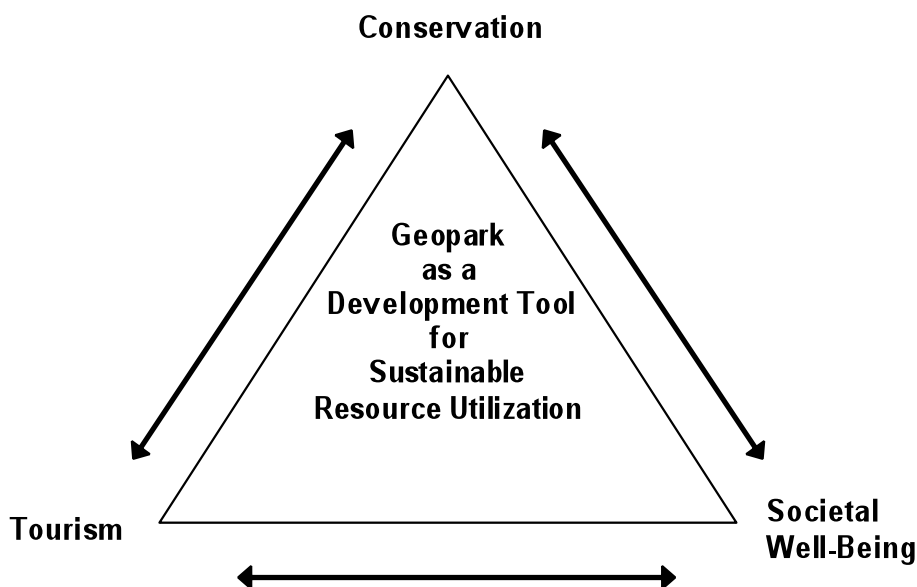 Conservation
Geopark
as a
Development Tool
for
Sustainable
Resource Utilization
Tourism
Societal
Well-Being